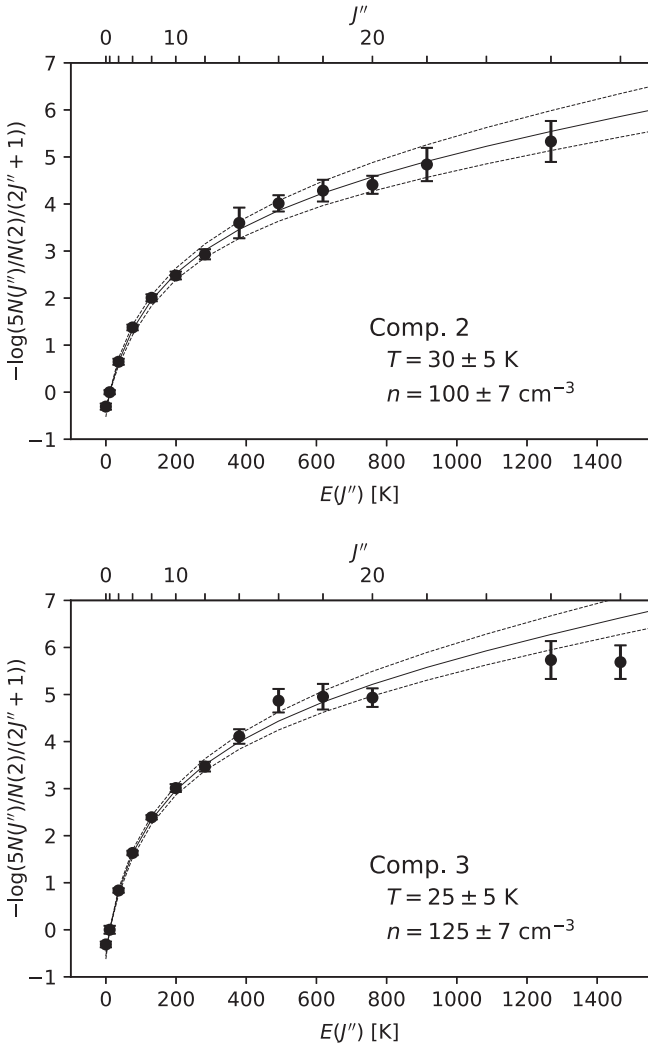 J″
0 10 20
7
6
5
4
3
2
1
0
−1
−log(5N(J″)/N(2)/(2J″ + 1))
Comp. 2
T = 30 ± 5 K
n = 100 ± 7 cm⁻³
0 200 400 600 800 1000 1200 1400
E(J″) [K]
J″
0 10 20
7
6
5
4
3
2
1
0
−1
−log(5N(J″)/N(2)/(2J″ + 1))
Comp. 3
T = 25 ± 5 K
n = 125 ± 7 cm⁻³
0 200 400 600 800 1000 1200 1400
E(J″) [K]